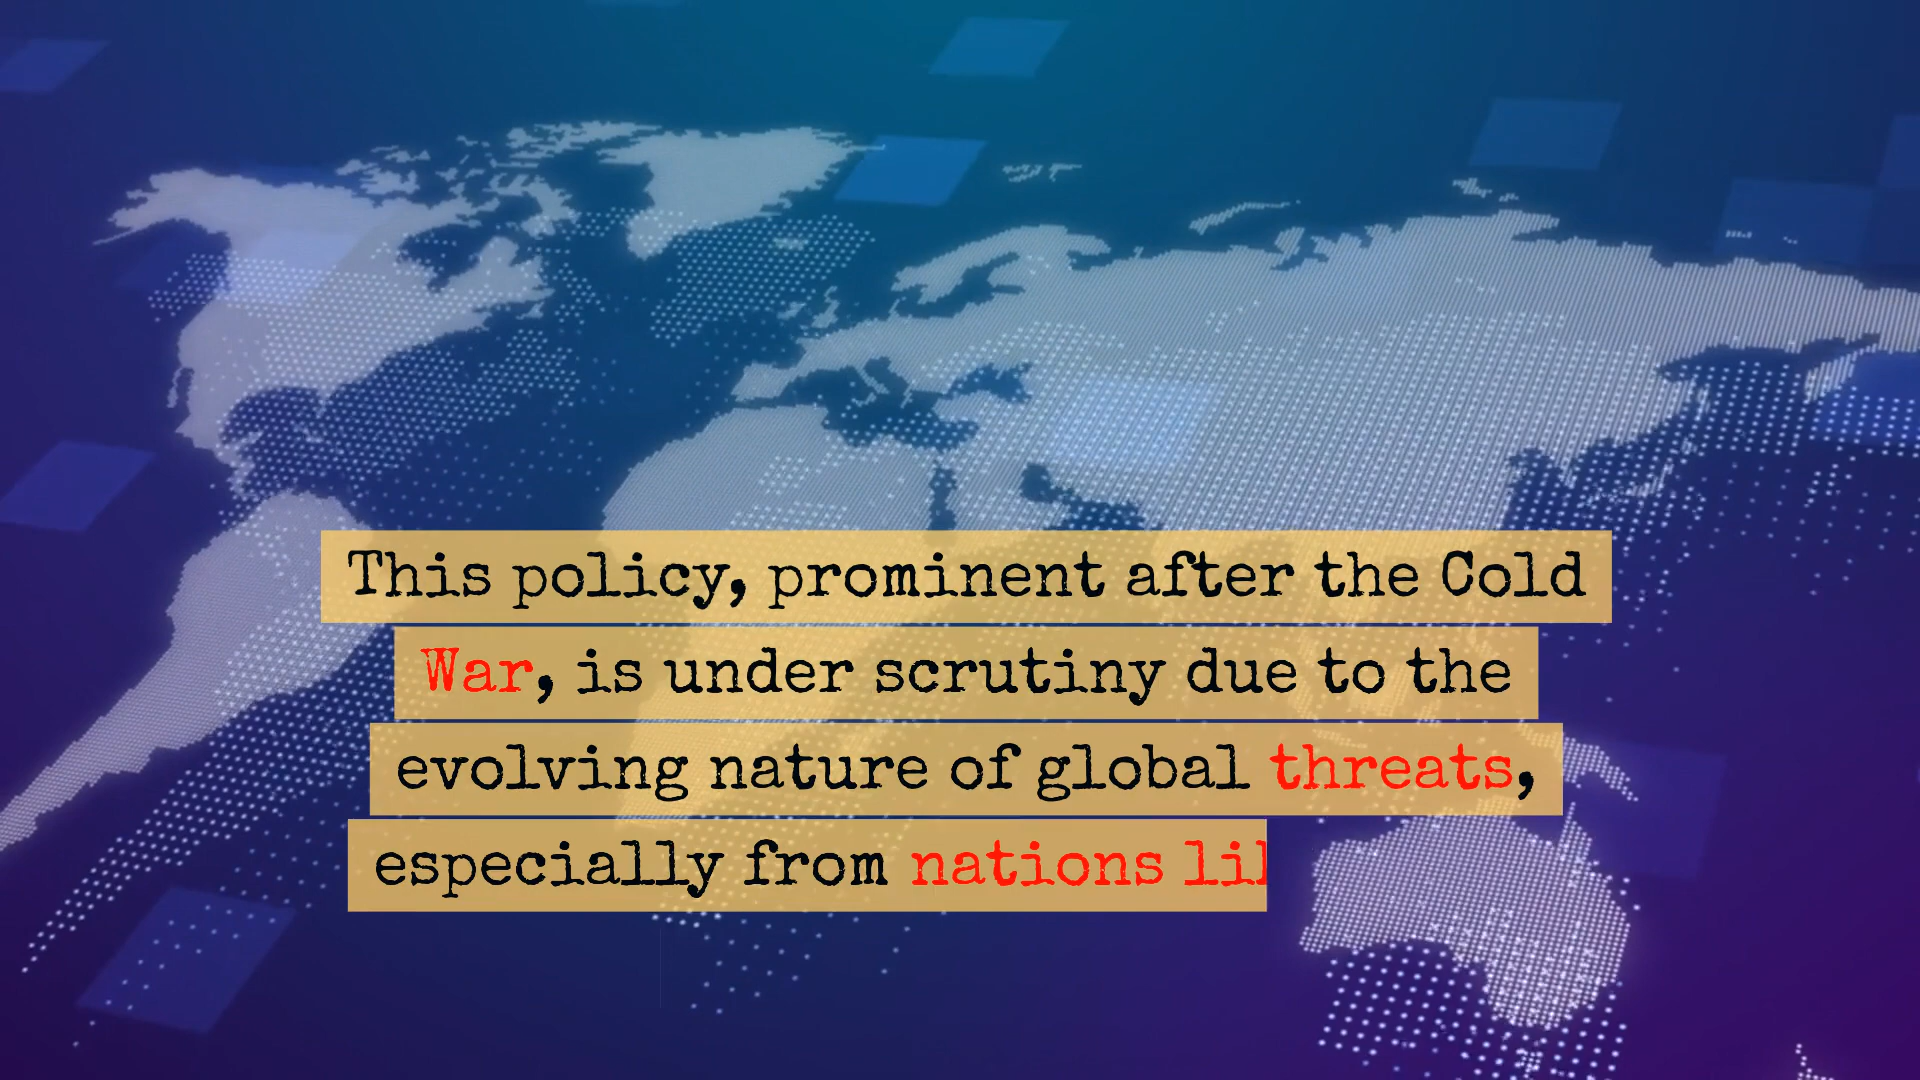 This policy, prominent after the Cold
War, is under scrutiny due to the
evolving nature of global threats,
especially from nations